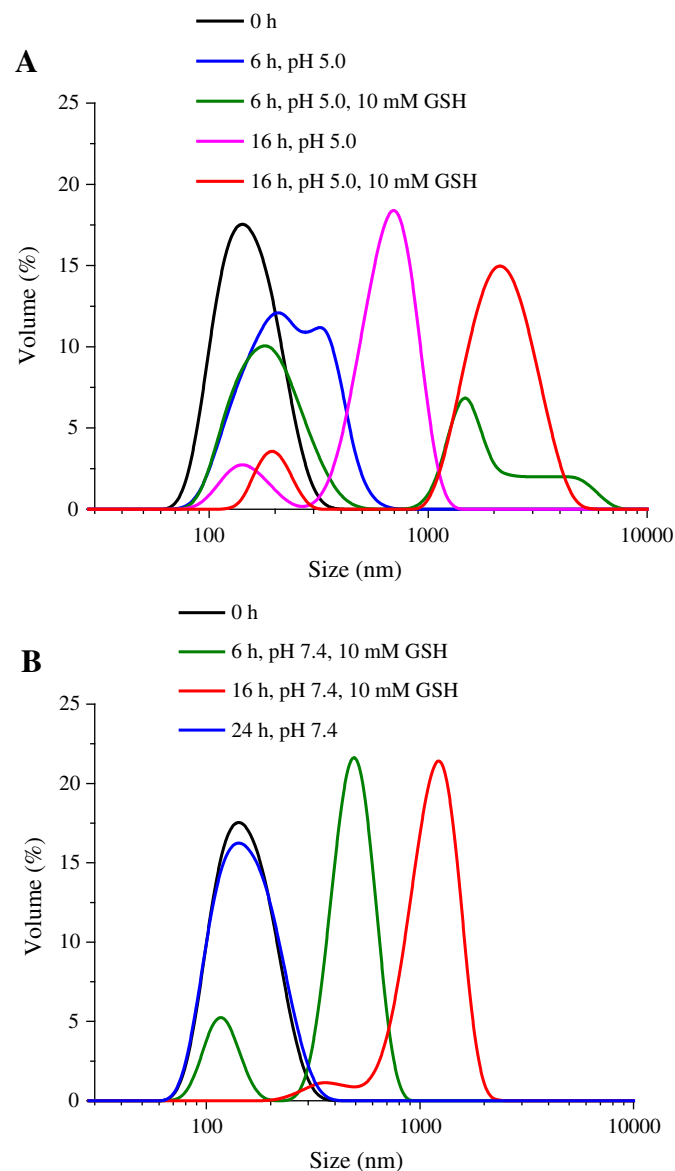 A
0 h
6 h, pH 5.0
6 h, pH 5.0, 10 mM GSH
16 h, pH 5.0
16 h, pH 5.0, 10 mM GSH
25
20
15
10
5
0
Volume (%)
100 1000 10000
Size (nm)
B
0 h
6 h, pH 7.4, 10 mM GSH
16 h, pH 7.4, 10 mM GSH
24 h, pH 7.4
25
20
15
10
5
0
Volume (%)
100 1000 10000
Size (nm)